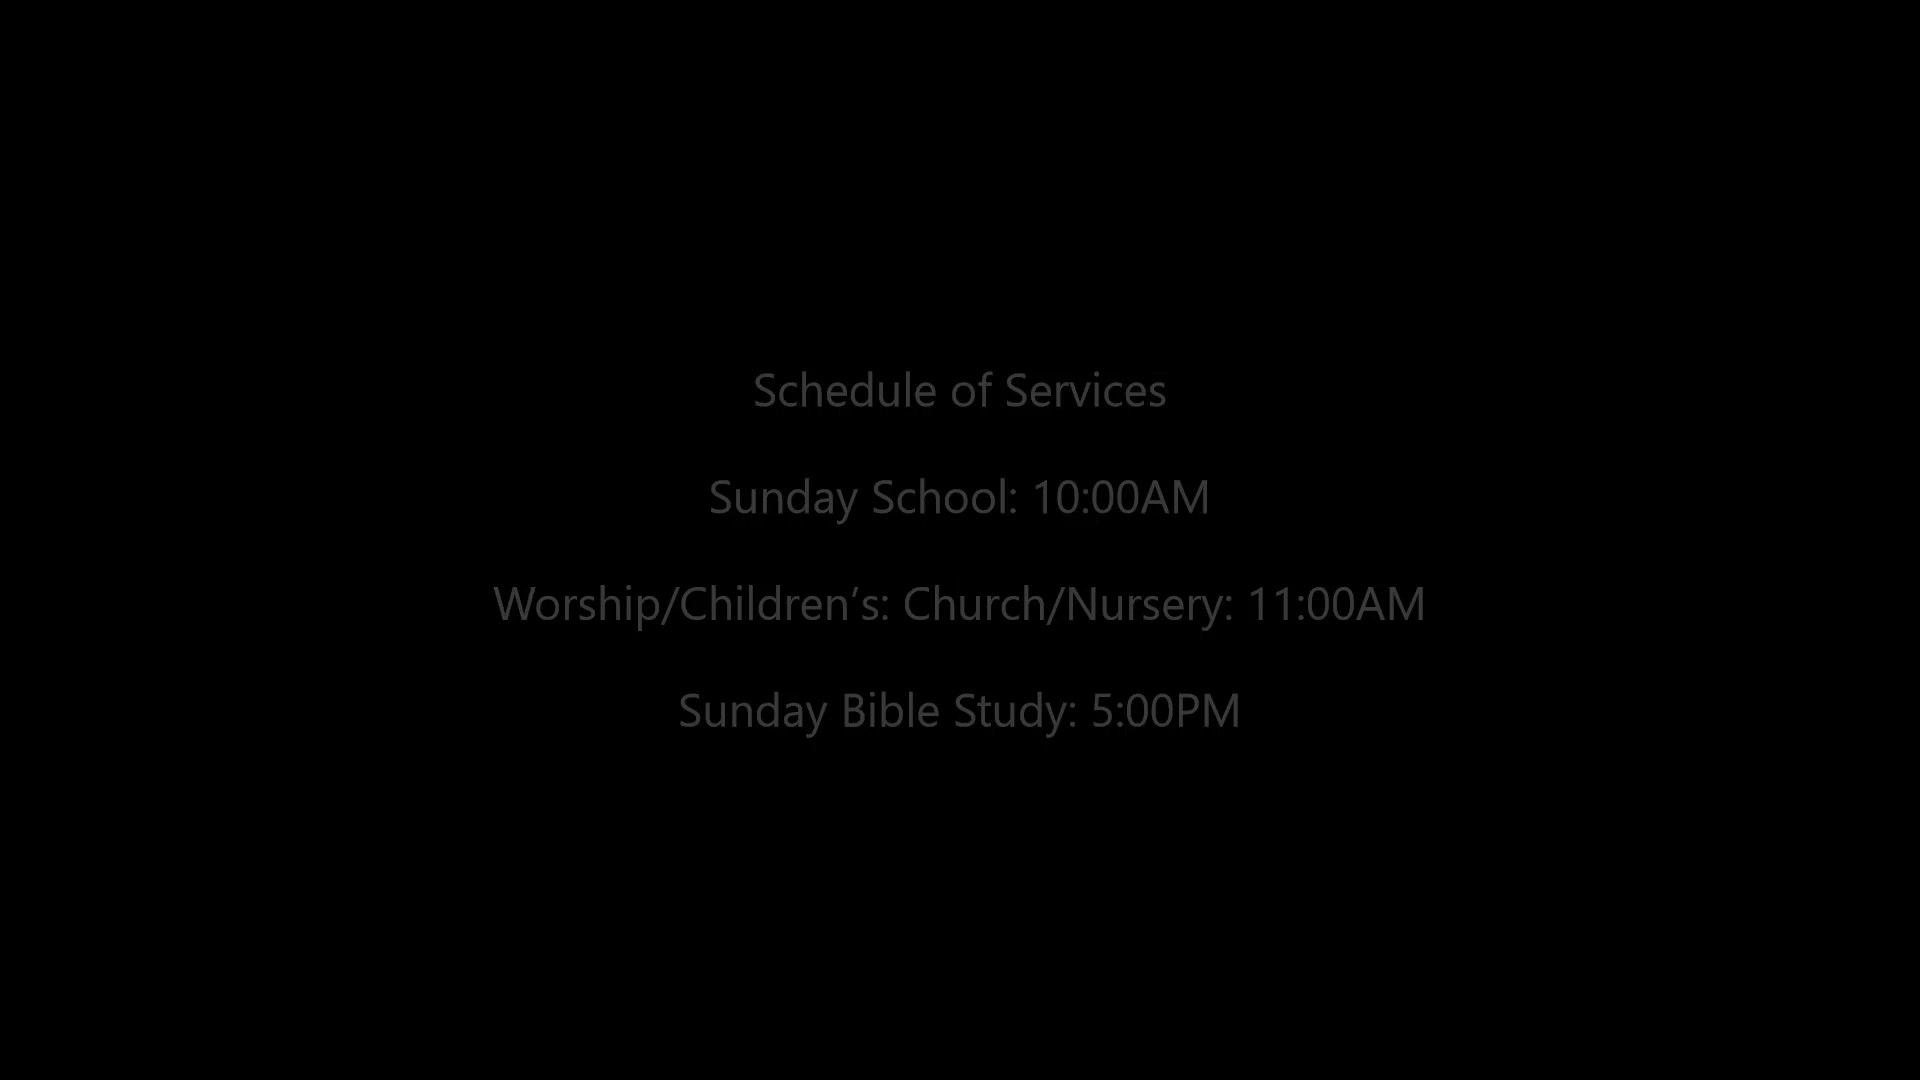 Schedule of Services
Sunday School: 10:00AM
Worship/Children’s: Church/Nursery: 11:00AM
Sunday Bible Study: 5:00PM